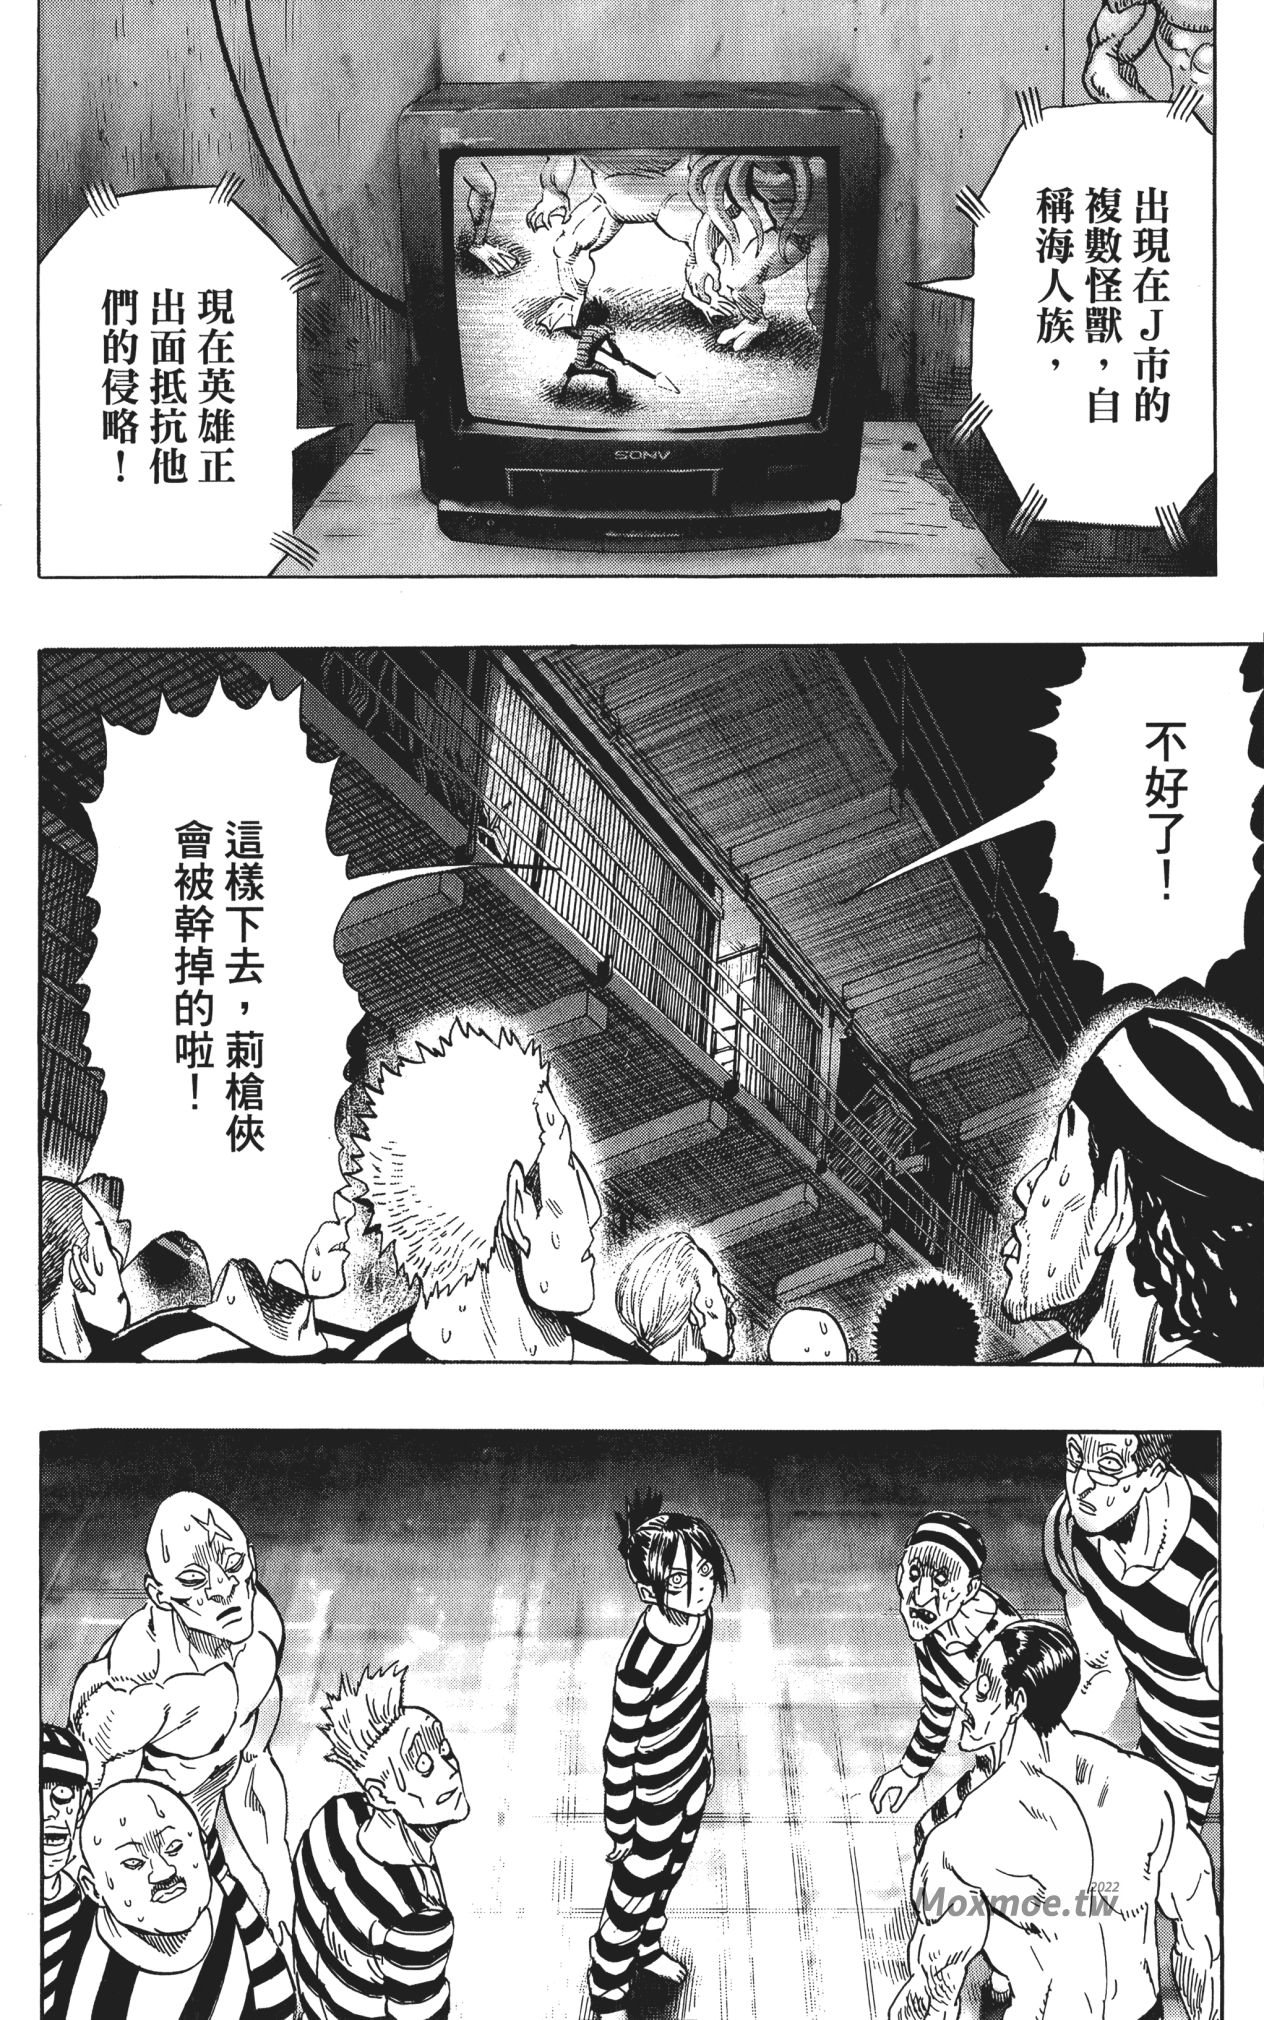 出現在Ｊ市的
複數怪獸，自
稱海人族，
現在英雄正
出面抵抗他
們的侵略！
SONY
不好了！
這樣下去，莿槍俠
會被幹掉的啦！
2022
Moxmoe.tw